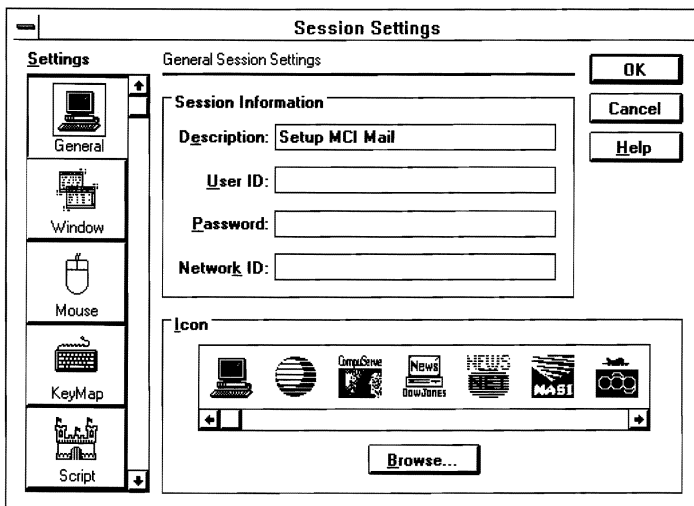 Session Settings
Settings
General
Window
Mouse
KeyMap
Script
General Session Settings
Session Information
Description: Setup MCI Mail
User ID:
Password:
Network ID:
Icon
CompuServe
News
DowJones
NEWS
NET
NASI
Browse...
OK
Cancel
Help